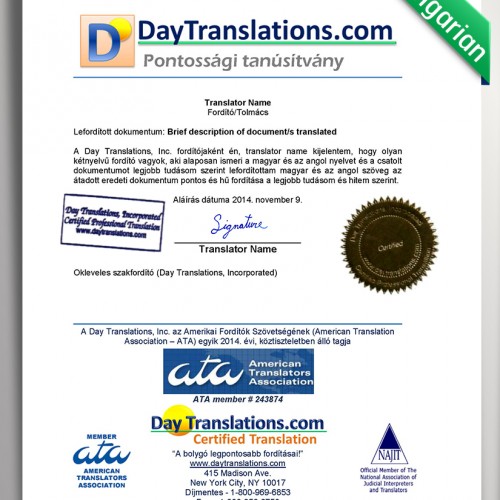 DayTranslations.com
Hungarian
Pontossági tanúsítvány
Translator Name
Fordító/Tolmács
Lefordított dokumentum: Brief description of document/s translated
A Day Translations, Inc. fordítójaként én, translator name kijelentem, hogy olyan
kétnyelvű fordító vagyok, aki alaposan ismeri a magyar és az angol nyelvet és a csatolt
dokumentumot legjobb tudásom szerint lefordítottam magyar és az angol szöveg az
átadott eredeti dokumentum pontos és hű fordítása a legjobb tudásom és hitem szerint.
Aláírás dátuma 2014. november 9.
Day Translations, Incorporated
Certified Professional Translation
www.daytranslations.com
Signature
Certified
Translator Name
Okleveles szakfordító (Day Translations, Incorporated)
A Day Translations, Inc. az Amerikai Fordítók Szövetségének (American Translation
Association – ATA) egyik 2014. évi, köztiszteletben álló tagja
ata American
Translators
Association
ATA member # 243874
Day Translations.com
Certified Translation
"A bolygó legpontosabb fordításai!"
www.daytranslations.com
415 Madison Ave.
New York City, NY 10017
Díjmentes - 1-800-969-6853
MEMBER
ata
AMERICAN
TRANSLATORS
ASSOCIATION
NAJIT
Official Member of The
National Association of
Judicial Interpreters
and Translators